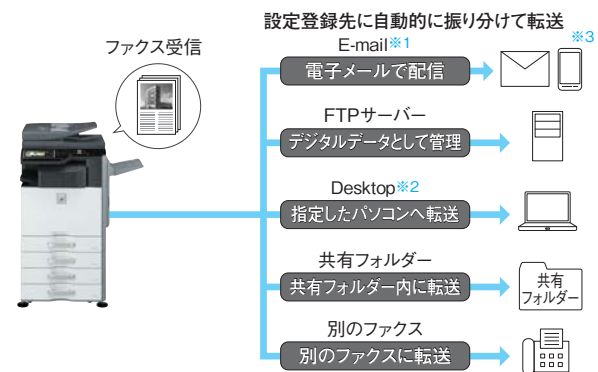 設定登録先に自動的に振り分けて転送
ファクス受信
E-mail※1
※3
電子メールで配信
FTPサーバー
デジタルデータとして管理
Desktop※2
指定したパソコンへ転送
共有フォルダー
共有フォルダー内に転送
共有
フォルダー
別のファクス
別のファクスに転送